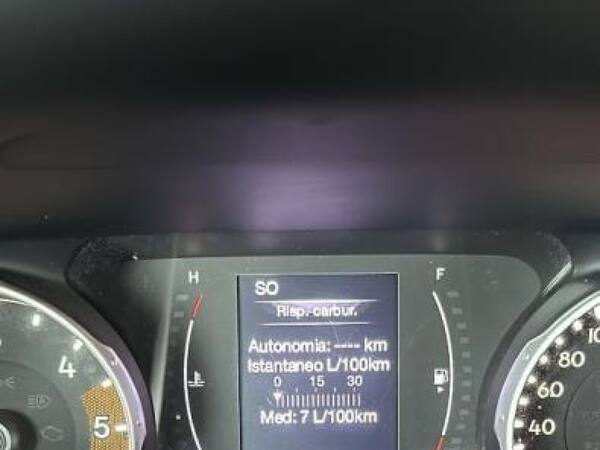 H
F
SO
Risp. carbur.
Autonomia: ---- km
Istantaneo L/100km
0 15 30
Med: 7 L/100km
4
5
80
60
40